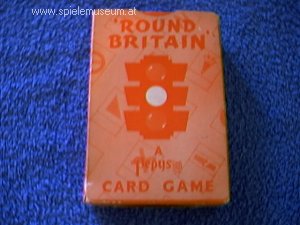 www.spielemuseum.at
'ROUND
BRITAIN'
A
Pepys
CARD GAME